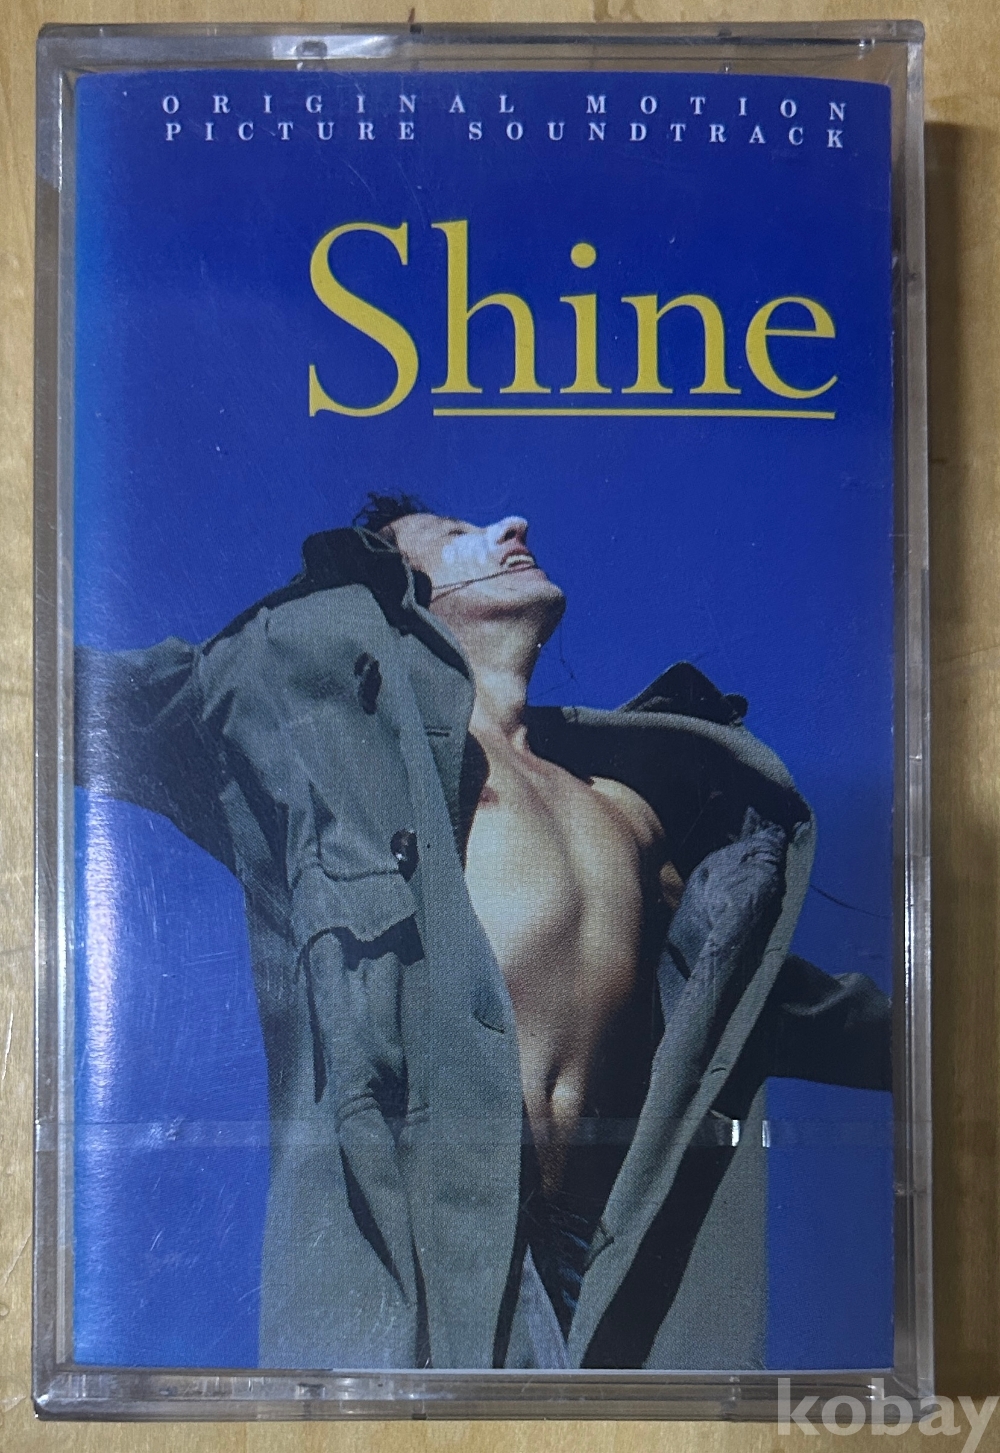 ORIGINAL MOTION
PICTURE SOUNDTRACK
Shine
kobay